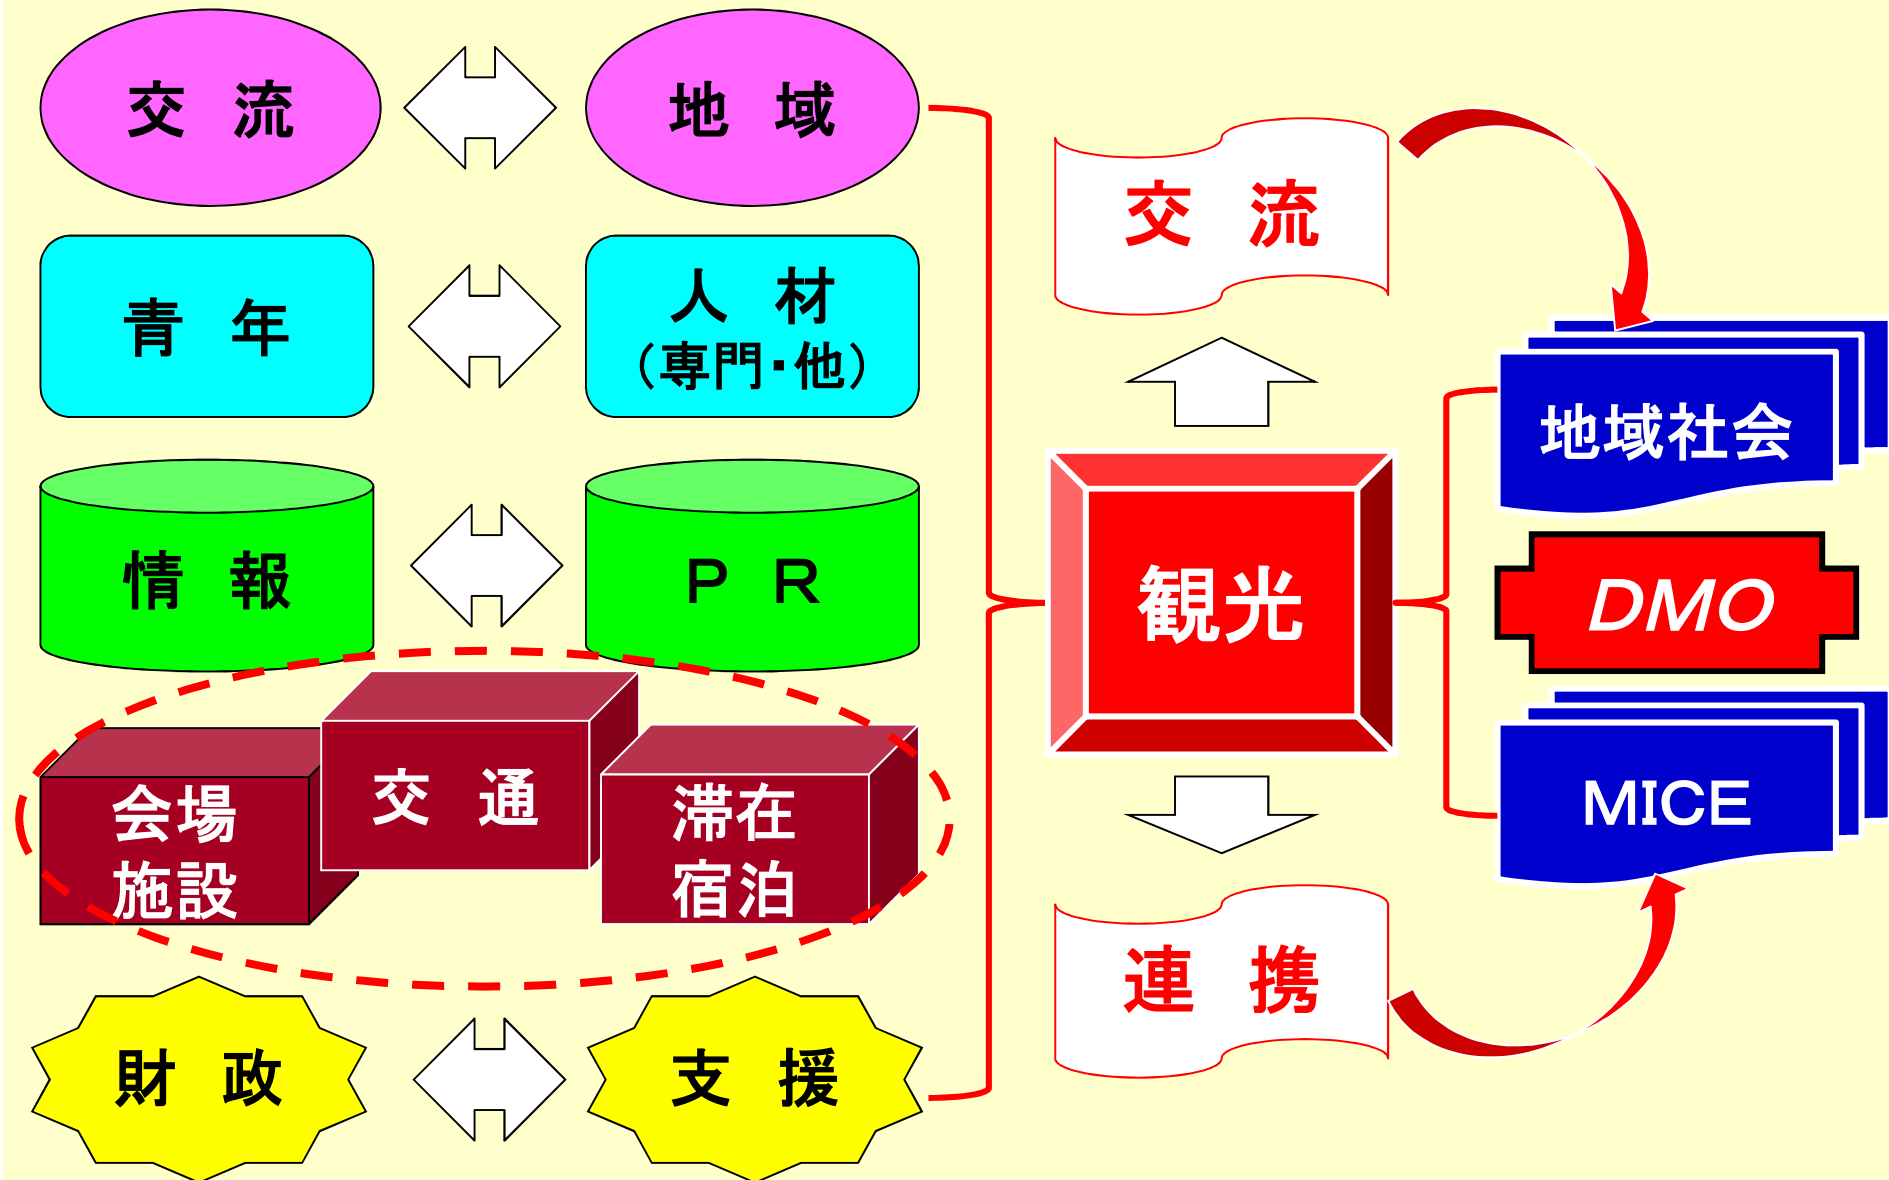 交　流
地　域
青　年
人　材
（専門・他）
情　報
Ｐ　Ｒ
会場
施設
交　通
滞在
宿泊
財　政
支　援
交　流
観光
連　携
地域社会
DMO
MICE